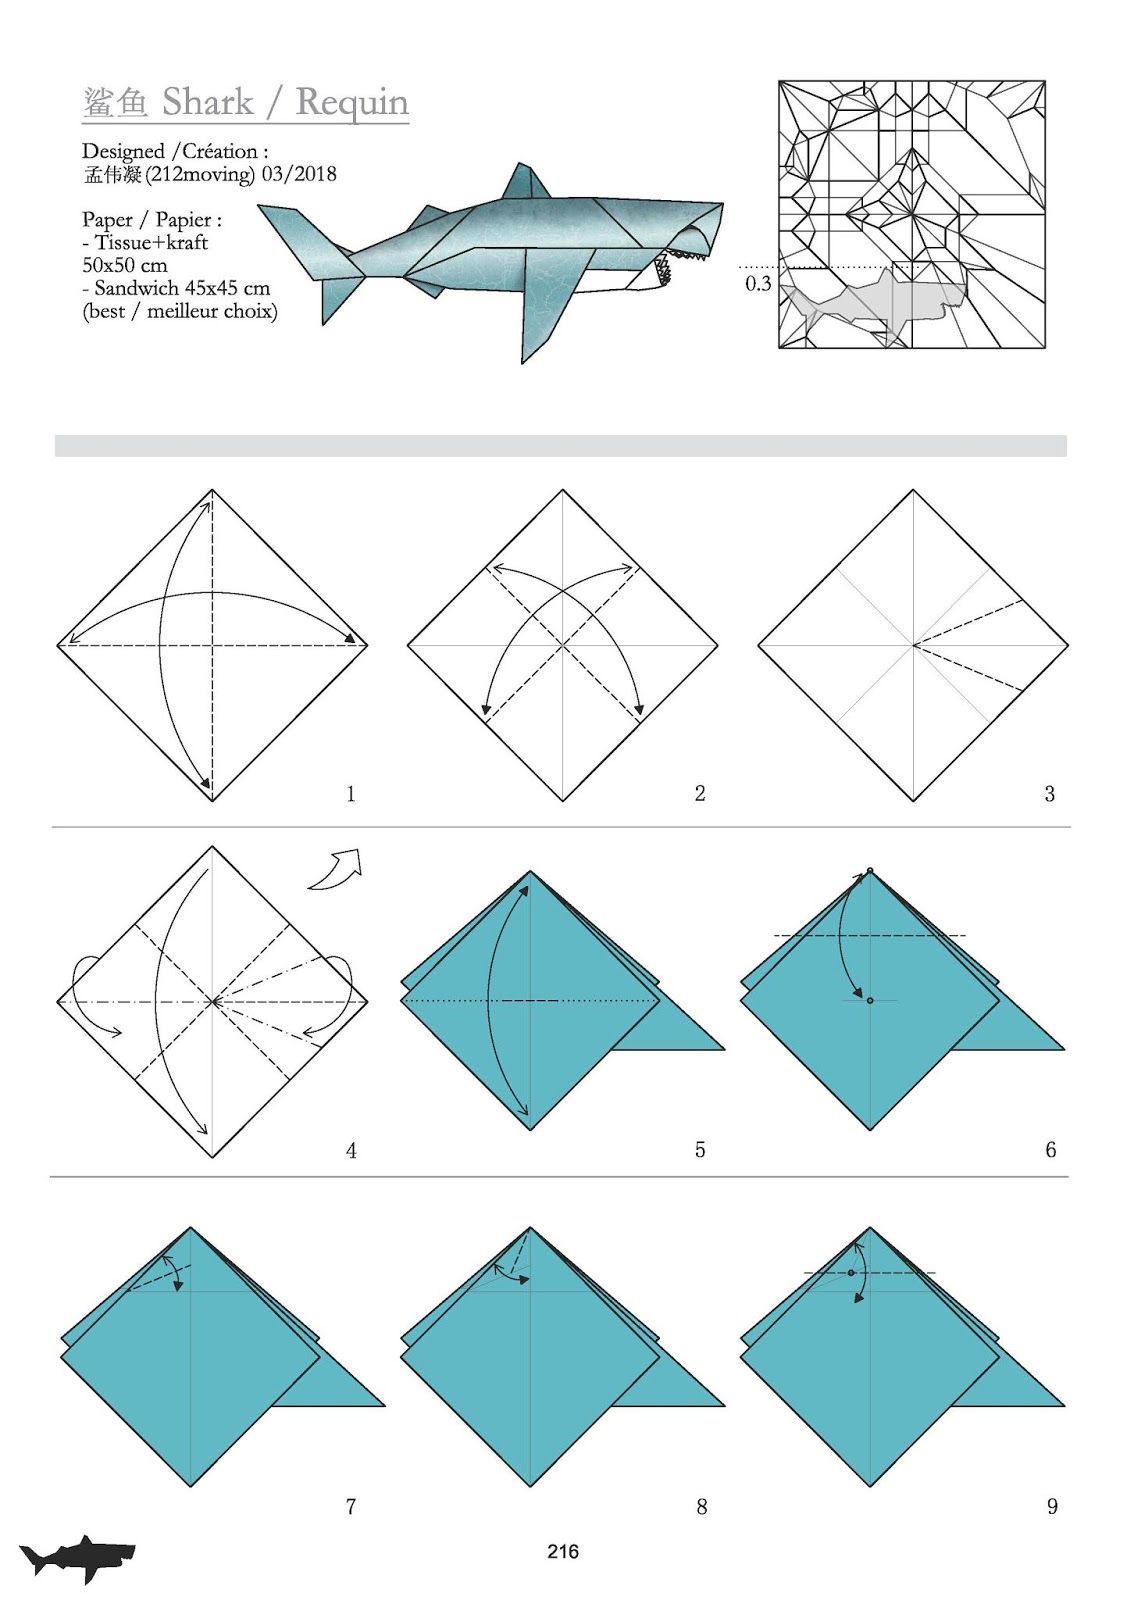 鲨鱼 Shark / Requin
Designed /Création :
孟伟凝(212moving) 03/2018
Paper / Papier :
- Tissue+kraft
50x50 cm
- Sandwich 45x45 cm
(best / meilleur choix)
0.3
1
2
3
4
5
6
7
8
9
216